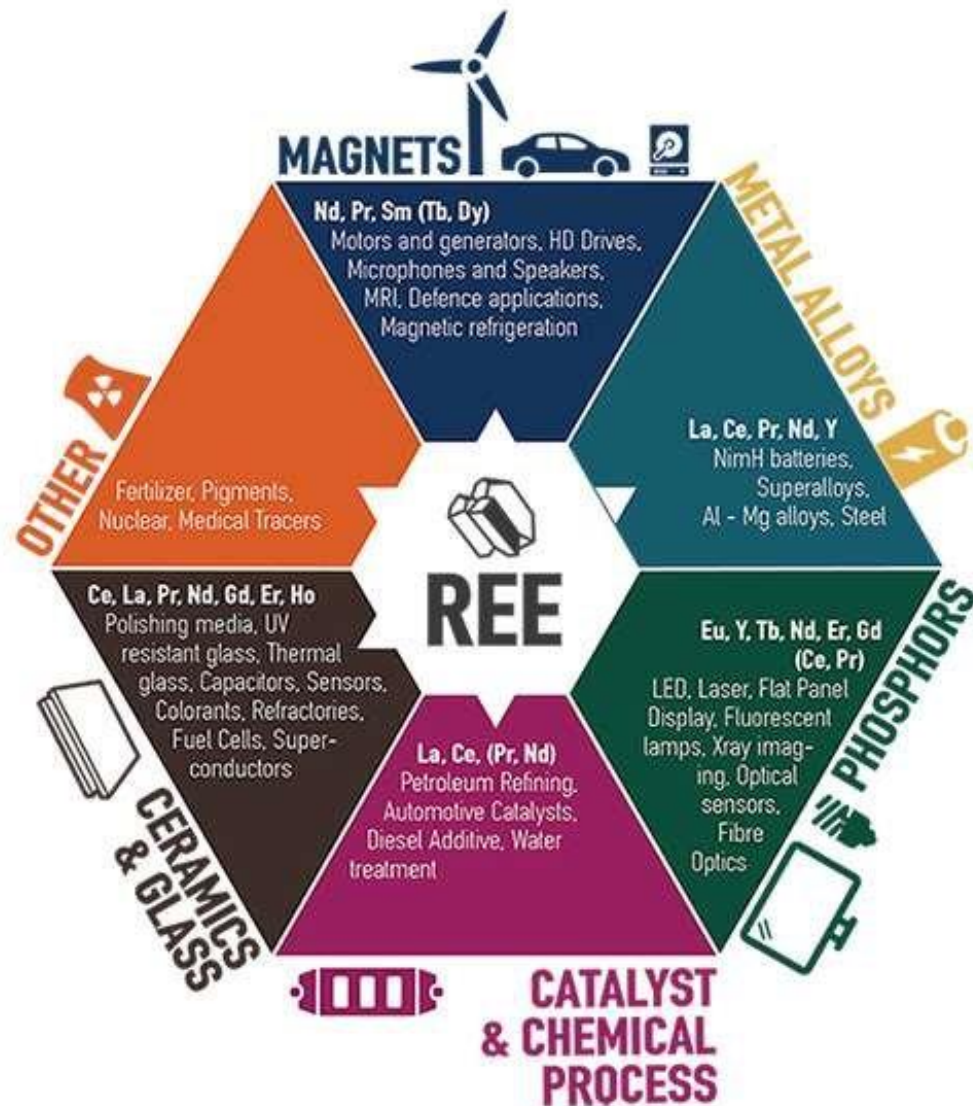 MAGNETS
Nd, Pr, Sm (Tb, Dy)
Motors and generators, HD Drives,
Microphones and Speakers,
MRI, Defence applications,
Magnetic refrigeration
METAL ALLOYS
La, Ce, Pr, Nd, Y
NimH batteries,
Superalloys,
Al - Mg alloys, Steel
OTHER
Fertilizer, Pigments,
Nuclear, Medical Tracers
REE
Ce, La, Pr, Nd, Gd, Er, Ho
Polishing media, UV
resistant glass, Thermal
glass, Capacitors, Sensors,
Colorants, Refractories,
Fuel Cells, Super-
conductors
CERAMICS
& GLASS
Eu, Y, Tb, Nd, Er, Gd
(Ce, Pr)
LED, Laser, Flat Panel
Display, Fluorescent
lamps, Xray imag-
ing, Optical
sensors,
Fibre
Optics
PHOSPHORS
La, Ce, (Pr, Nd)
Petroleum Refining,
Automotive Catalysts,
Diesel Additive, Water
treatment
CATALYST
& CHEMICAL
PROCESS